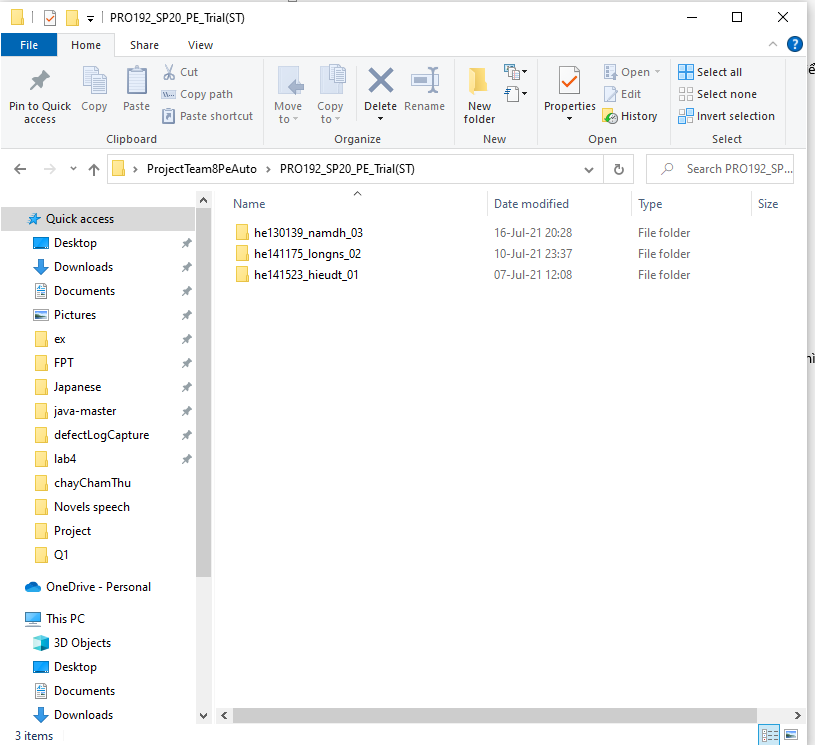 PRO192_SP20_PE_Trial(ST)
File Home Share View
Pin to Quick access
Copy
Paste
Cut
Copy path
Paste shortcut
Clipboard
Move to
Copy to
Delete
Rename
Organize
New folder
New
Properties
Open
Edit
History
Open
Select all
Select none
Invert selection
Select
ProjectTeam8PeAuto > PRO192_SP20_PE_Trial(ST)
Search PRO192_SP...
Name Date modified Type Size
he130139_namdh_03 16-Jul-21 20:28 File folder
he141175_longns_02 10-Jul-21 23:37 File folder
he141523_hieudt_01 07-Jul-21 12:08 File folder
Quick access
Desktop
Downloads
Documents
Pictures
ex
FPT
Japanese
java-master
defectLogCapture
lab4
chayChamThu
Novels speech
Project
Q1
OneDrive - Personal
This PC
3D Objects
Desktop
Documents
Downloads
3 items